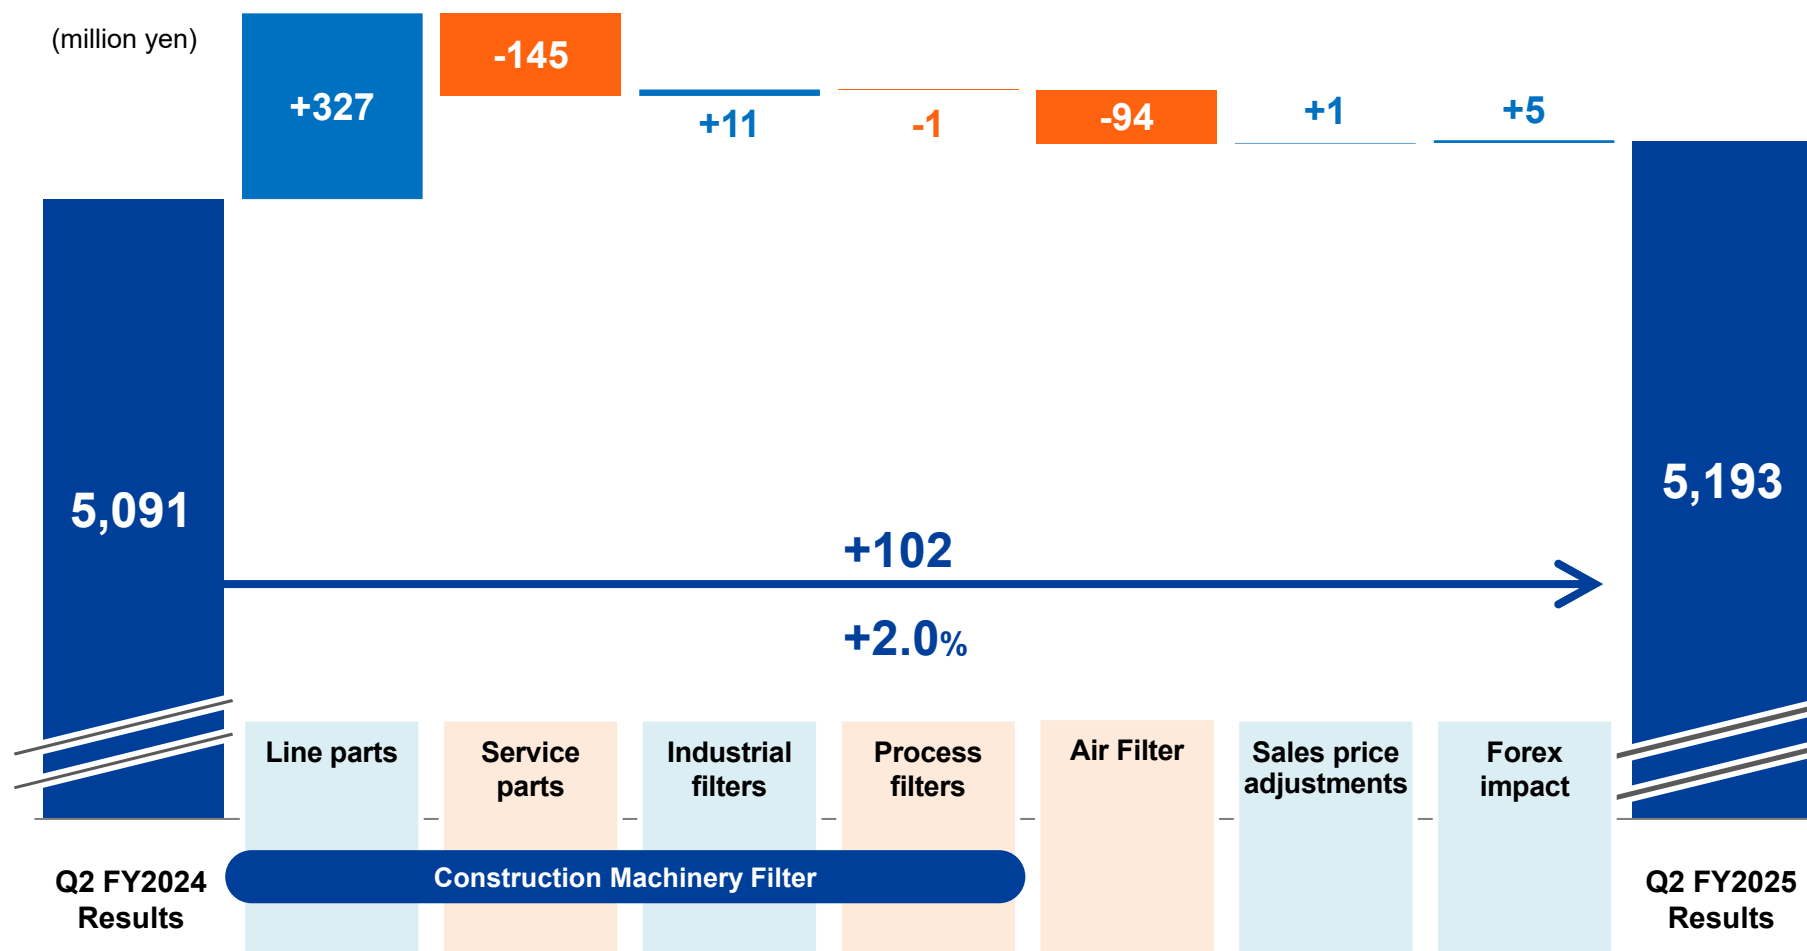 (million yen)
+327
-145
+11
-1
-94
+1
+5
5,091
5,193
+102
+2.0%
Line parts
Service
parts
Industrial
filters
Process
filters
Air Filter
Sales price
adjustments
Forex
impact
Construction Machinery Filter
Q2 FY2024
Results
Q2 FY2025
Results